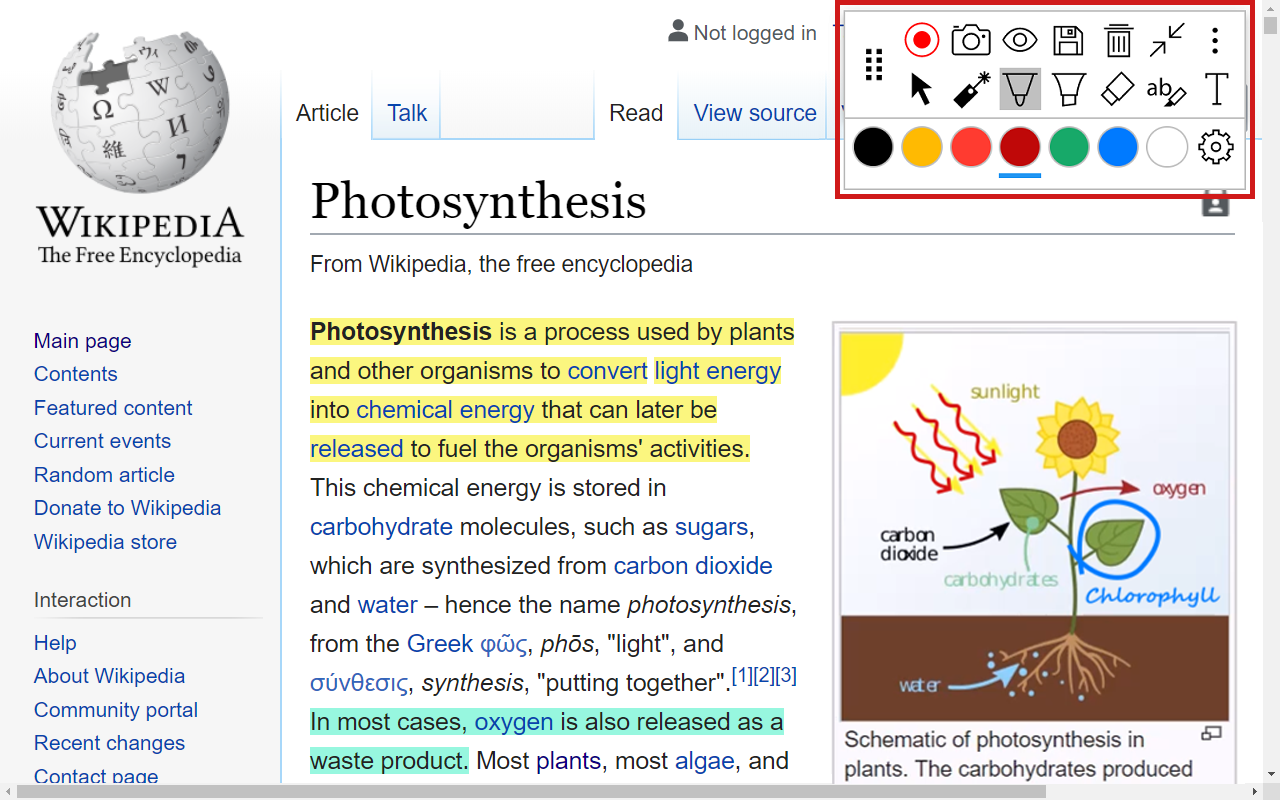 Not logged in
Article
Talk
Read
View source
ab
T
WIKIPEDIA
The Free Encyclopedia
Ω
W
И
維
Photosynthesis
From Wikipedia, the free encyclopedia
Main page
Contents
Featured content
Current events
Random article
Donate to Wikipedia
Wikipedia store
Interaction
Help
About Wikipedia
Community portal
Recent changes
Contact page
Photosynthesis is a process used by plants
and other organisms to convert light energy
into chemical energy that can later be
released to fuel the organisms' activities.
This chemical energy is stored in
carbohydrate molecules, such as sugars,
which are synthesized from carbon dioxide
and water – hence the name photosynthesis,
from the Greek φῶς, phōs, "light", and
σύνθεσις, synthesis, "putting together".[1][2][3]
In most cases, oxygen is also released as a
waste product. Most plants, most algae, and
sunlight
oxygen
carbon
dioxide
carbohydrates
Chlorophyll
water
Schematic of photosynthesis in
plants. The carbohydrates produced